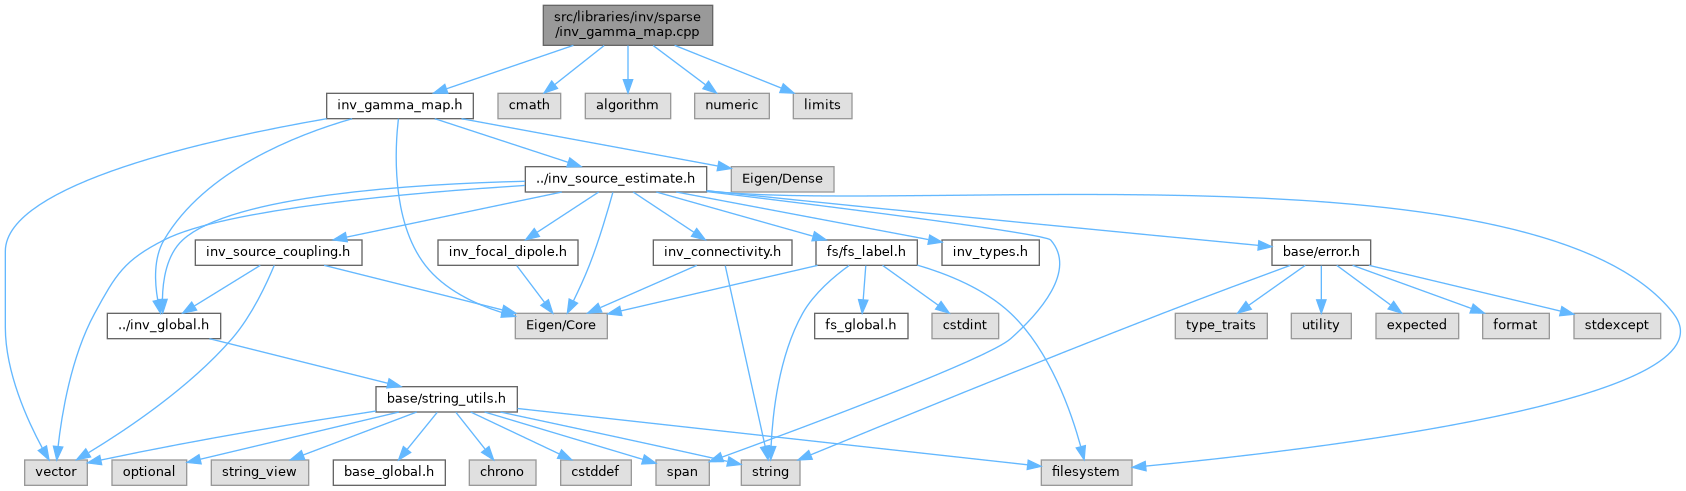 src/libraries/inv/sparse
/inv_gamma_map.cpp
inv_gamma_map.h
cmath
algorithm
numeric
limits
../inv_source_estimate.h
Eigen/Dense
inv_source_coupling.h
inv_focal_dipole.h
inv_connectivity.h
fs/fs_label.h
inv_types.h
base/error.h
../inv_global.h
Eigen/Core
fs_global.h
cstdint
type_traits
utility
expected
format
stdexcept
base/string_utils.h
vector
optional
string_view
base_global.h
chrono
cstddef
span
string
filesystem